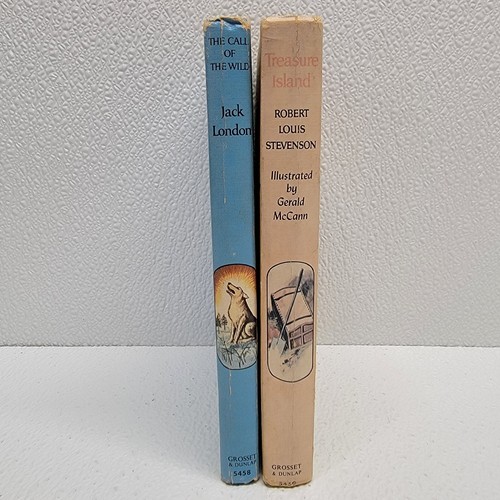 THE CALL
OF
THE WILD
Jack
London
GROSSET
& DUNLAP
5458
Treasure
Island
ROBERT
LOUIS
STEVENSON
Illustrated
by
Gerald
McCann
GROSSET
& DUNLAP